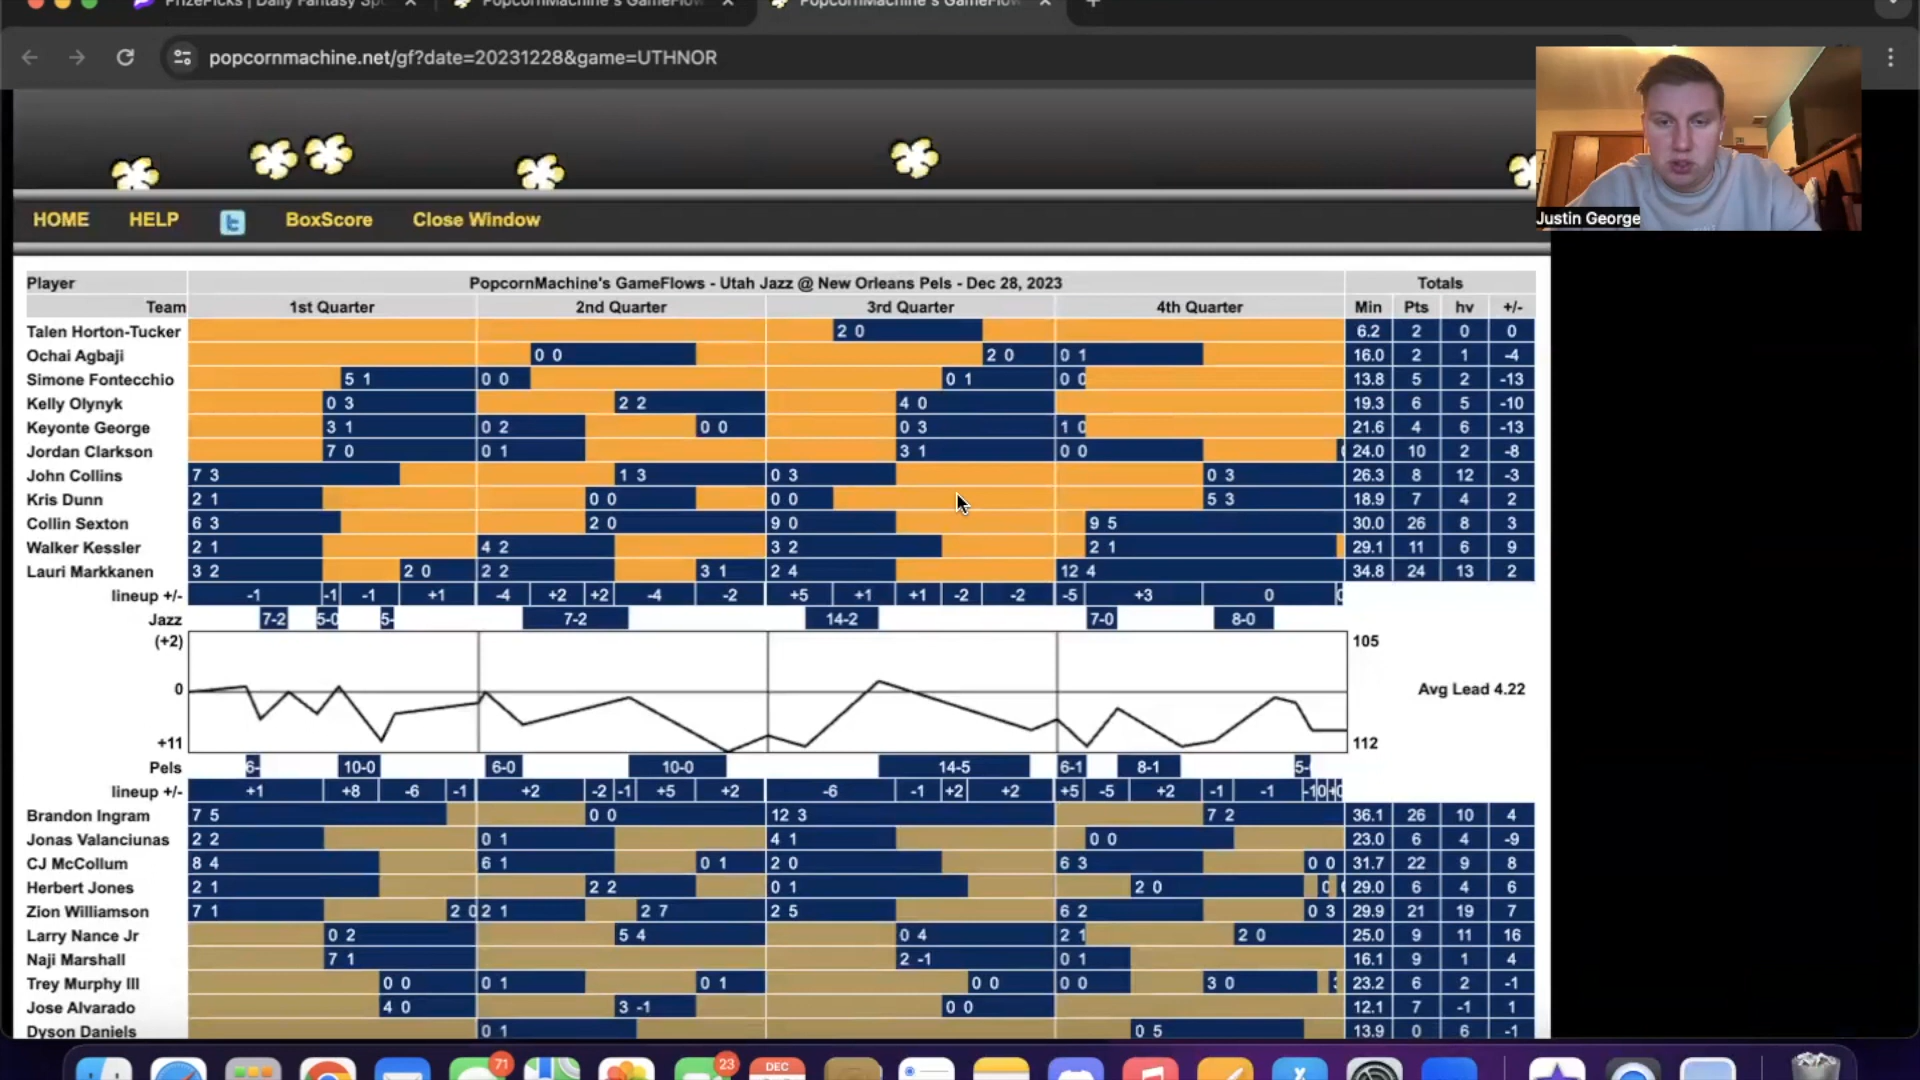 PrizePicks | Daily Fantasy Spo
PopcornMachine's GameFlow
PopcornMachine's GameFlow
popcornmachine.net/gf?date=20231228&game=UTHNOR
Justin George
HOME HELP BoxScore Close Window
Player PopcornMachine's GameFlows - Utah Jazz @ New Orleans Pels - Dec 28, 2023 Totals
Team 1st Quarter 2nd Quarter 3rd Quarter 4th Quarter Min Pts hv +/-
Talen Horton-Tucker 2 0 6.2 2 0 0
Ochai Agbaji 0 0 2 0 0 1 16.0 2 1 -4
Simone Fontecchio 5 1 0 0 0 1 0 0 13.8 5 2 -13
Kelly Olynyk 0 3 2 2 4 0 19.3 6 5 -10
Keyonte George 3 1 0 2 0 0 0 3 1 0 21.6 4 6 -13
Jordan Clarkson 7 0 0 1 3 1 0 0 24.0 10 2 -8
John Collins 7 3 1 3 0 3 0 3 26.3 8 12 -3
Kris Dunn 2 1 0 0 0 0 5 3 18.9 7 4 2
Collin Sexton 6 3 2 0 9 0 9 5 30.0 26 8 3
Walker Kessler 2 1 4 2 3 2 2 1 29.1 11 6 9
Lauri Markkanen 3 2 2 0 2 2 3 1 2 4 12 4 34.8 24 13 2
lineup +/- -1 -1 -1 +1 -4 +2 +2 -4 -2 +5 +1 +1 -2 -2 -5 +3 0
Jazz 7-2 5-0 5- 7-2 14-2 7-0 8-0
(+2) 105
0 Avg Lead 4.22
+11 112
Pels 6- 10-0 6-0 10-0 14-5 6-1 8-1 5-
lineup +/- +1 +8 -6 -1 +2 -2 -1 +5 +2 -6 -1 +2 +2 +5 -5 +2 -1 -1
Brandon Ingram 7 5 0 0 12 3 7 2 36.1 26 10 4
Jonas Valanciunas 2 2 0 1 4 1 0 0 23.0 6 4 -9
CJ McCollum 8 4 6 1 0 1 2 0 6 3 0 0 31.7 22 9 8
Herbert Jones 2 1 2 2 0 1 2 0 29.0 6 4 6
Zion Williamson 7 1 2 0 2 1 2 7 2 5 6 2 0 3 29.9 21 19 7
Larry Nance Jr 0 2 5 4 0 4 2 1 2 0 25.0 9 11 16
Naji Marshall 7 1 2 -1 0 1 16.1 9 1 4
Trey Murphy III 0 0 0 1 0 1 0 0 0 0 3 0 23.2 6 2 -1
Jose Alvarado 4 0 3 -1 0 0 12.1 7 -1 1
Dyson Daniels 0 1 0 5 13.9 0 6 -1
71
23
DEC